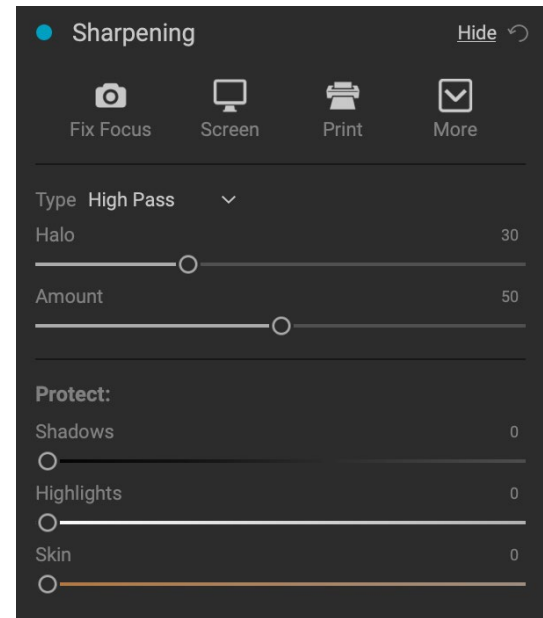 Sharpening Hide
Fix Focus Screen Print More
Type High Pass
Halo 30
Amount 50
Protect:
Shadows 0
Highlights 0
Skin 0